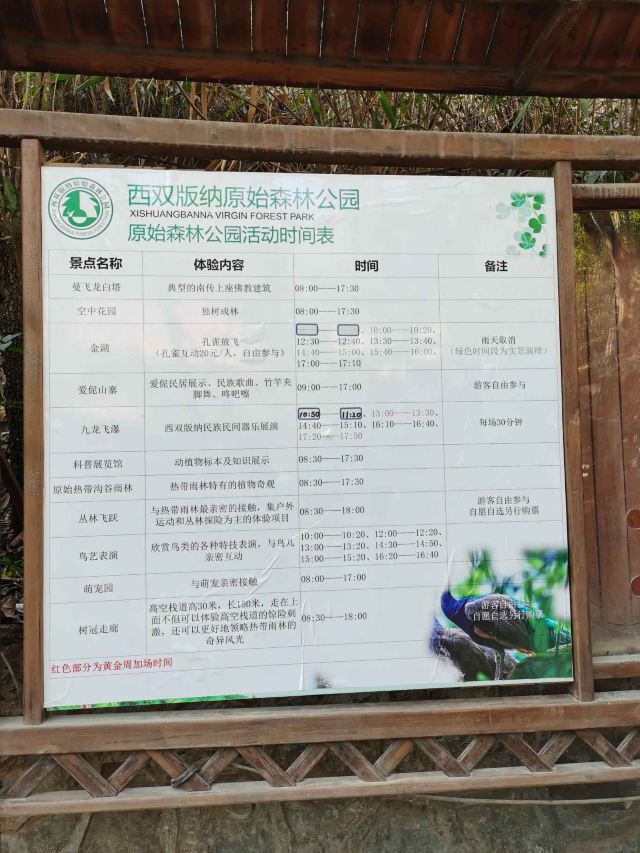 西双版纳原始森林公园
XISHUANGBANNA VIRGIN FOREST PARK
原始森林公园活动时间表
景点名称 体验内容 时间 备注
曼飞龙白塔 典型的南传上座佛教建筑 08:00——17:30
空中花园 独树成林 08:00——17:30
金湖 孔雀放飞
(孔雀互动20元/人，自由参与)
—— 、10:00——10:20、
12:30——12:40、13:30——13:40、
14:40——15:00、15:40——16:00、
17:00——17:10
雨天取消
(绿色时间段为实景演绎)
爱伲山寨 爱伲民居展示、民族歌曲、竹竿夹
脚舞、咚吧嚓
09:00——17:00 游客自由参与
九龙飞瀑 西双版纳民族民间器乐展演
10:50——11:20、13:00——13:30、
14:40——15:10、16:10——16:40、
17:20——17:50
每场30分钟
科普展览馆 动植物标本及知识展示 08:30——17:30
原始热带沟谷雨林 热带雨林特有的植物奇观 08:30——17:30
丛林飞跃 与热带雨林最亲密的接触，集户外
运动和丛林探险为主的体验项目
08:30——18:00
游客自由参与
自愿自选另行购票
鸟艺表演 欣赏鸟类的各种特技表演，与鸟儿
亲密互动
10:00——10:20、12:00——12:20、
13:00——13:20、14:30——14:50、
15:00——15:20、16:20——16:40
萌宠园 与萌宠亲密接触 08:00——17:00
树冠走廊 高空栈道高30米，长150米，走在上
面不但可以体验高空栈道的惊险刺
激，还可以更好地领略热带雨林的
奇异风光
08:30——18:00
游客自由参与
自愿自选另行购票
红色部分为黄金周加场时间